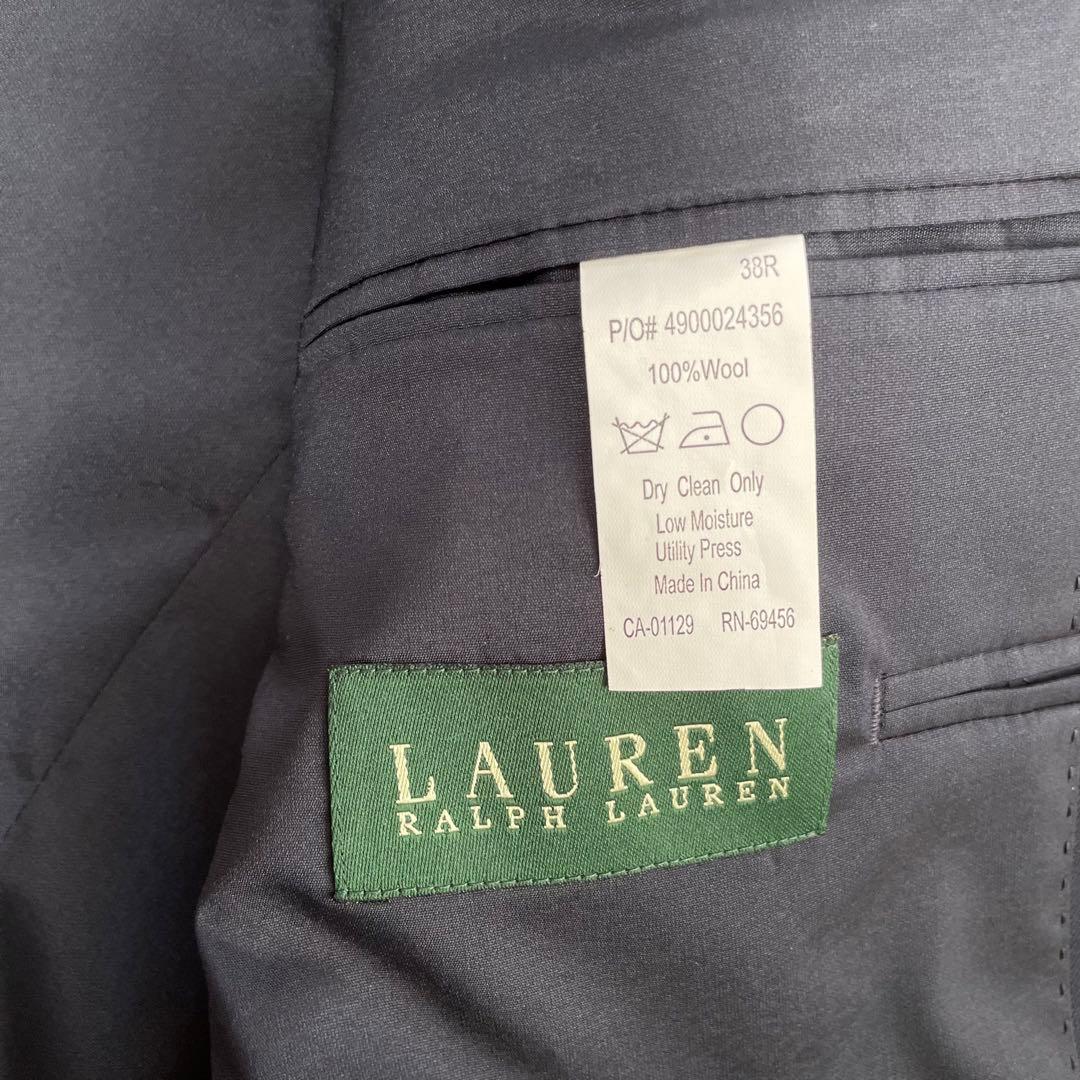 38R
P/O# 4900024356
100%Wool
Dry Clean Only
Low Moisture
Utility Press
Made In China
CA-01129 RN-69456
LAUREN
RALPH LAUREN